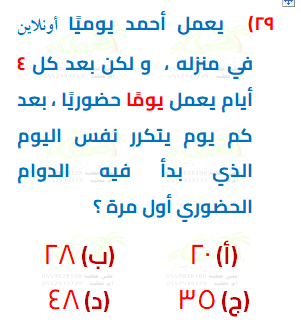 ٢٩) يعمل أحمد يوميًا أونلاين
في منزله ، و لكن بعد كل ٤
أيام يعمل يومًا حضوريًا ، بعد
كم يوم يتكرر نفس اليوم
الذي بدأ فيه الدوام
الحضوري أول مرة ؟
(أ) ٢٠ (ب) ٢٨
(ج) ٣٥ (د) ٤٨